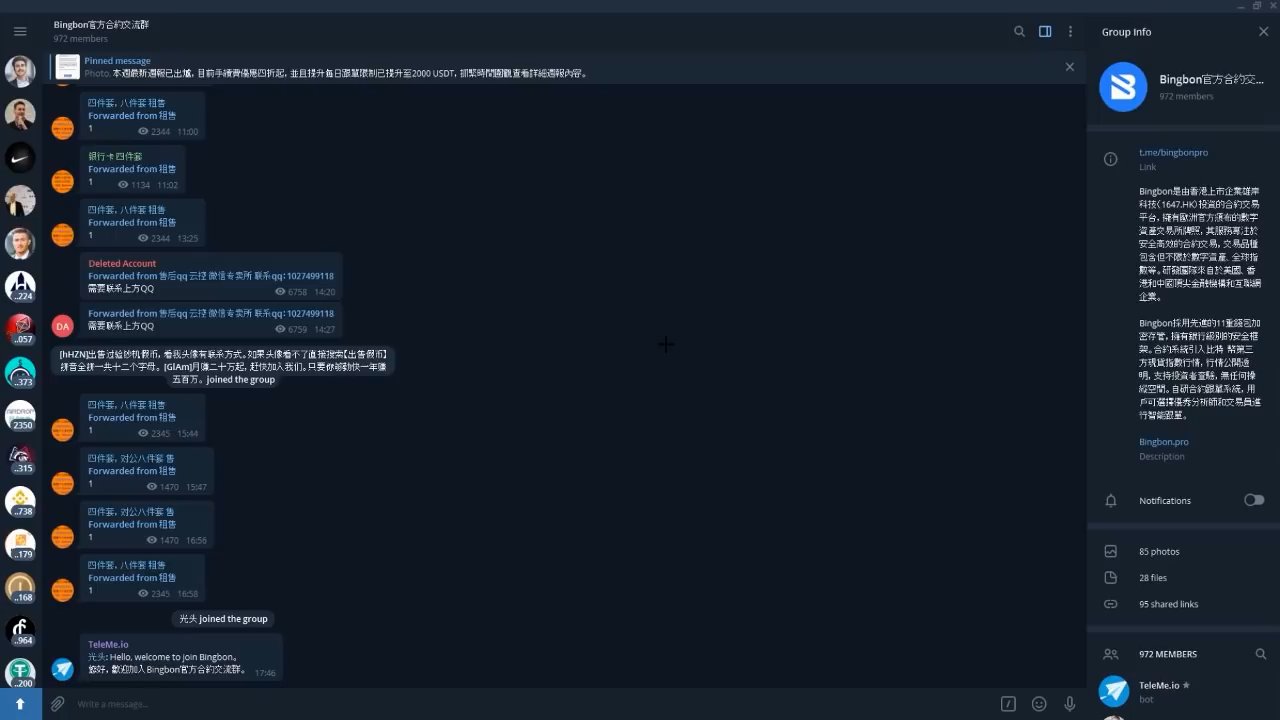 Bingbon官方合約交流群
972 members
Pinned message
Photo, 本週最新週報已出爐, 目前手續費優惠四折起, 並且提升每日跟單限制已提升至2000 USDT, 抓緊時間圍觀查看詳細週報內容。
四件套, 八件套 租售
Forwarded from 租售
1
2344 11:00
银行卡 四件套
Forwarded from 租售
1
1134 11:02
四件套, 八件套 租售
Forwarded from 租售
1
2344 13:25
Deleted Account
Forwarded from 售后qq 云控 微信专卖所 联系qq:1027499118
需要联系上方QQ
6758 14:20
Forwarded from 售后qq 云控 微信专卖所 联系qq:1027499118
需要联系上方QQ
6759 14:27
DA
[hHZN]出售过验钞机假币, 看我头像有联系方式。如果头像看不了直接搜索【出售假币】
拼音全拼一共十二个字母。[GlAm]月赚二十万起, 赶快加入我们。只要你够勤快一年赚
五百万。joined the group
四件套, 八件套 租售
Forwarded from 租售
1
2345 15:44
四件套, 对公八件套 售
Forwarded from 租售
1
1470 15:47
四件套, 对公八件套 售
Forwarded from 租售
1
1470 16:56
四件套, 八件套 租售
Forwarded from 租售
1
2345 16:58
光头 joined the group
TeleMe.io
光头: Hello, welcome to join Bingbon。
您好, 歡迎加入Bingbon官方合約交流群。
17:46
Write a message...
..224
..057
..373
2350
..315
..738
..179
..168
..964
..200
Group Info
Bingbon官方合約交...
972 members
t.me/bingbonpro
Link
Bingbon是由香港上市企業雄岸
科技(1647.HK)投資的合約交易
平台, 擁有歐洲官方頒布的數字
資產交易所牌照, 其服務專注於
安全高效的合約交易, 交易品種
包含但不限於數字資產、全球指
數等。研發團隊來自於美國、香
港和中國頂尖金融機構和互聯網
企業。
Bingbon採用先進的11重錢包加
密存管, 擁有銀行級別的安全框
架。合約系統引入比特 幣第三
方現貨指數行情, 行情公開透
明, 支持投資者查驗, 無任何操
縱空間。自研合約跟單系統, 用
戶可選擇優秀分析師和交易員進
行智能跟單。
Bingbon.pro
Description
Notifications
85 photos
28 files
95 shared links
972 MEMBERS
TeleMe.io
bot